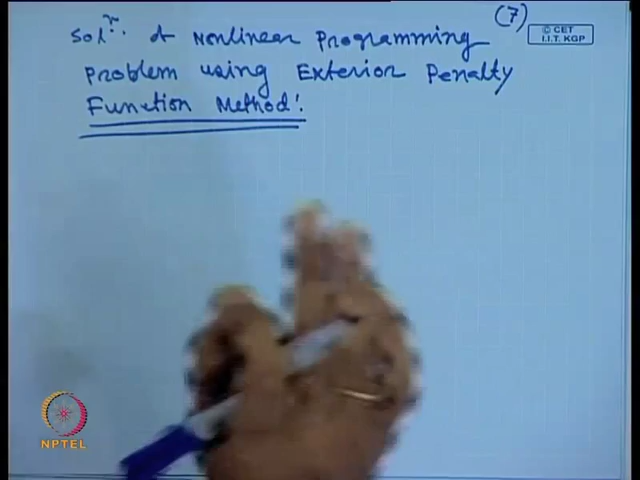 (7)
© CET
I.I.T. KGP
Solⁿ. of Nonlinear Programming
Problem using Exterior Penalty
Function Method:
NPTEL